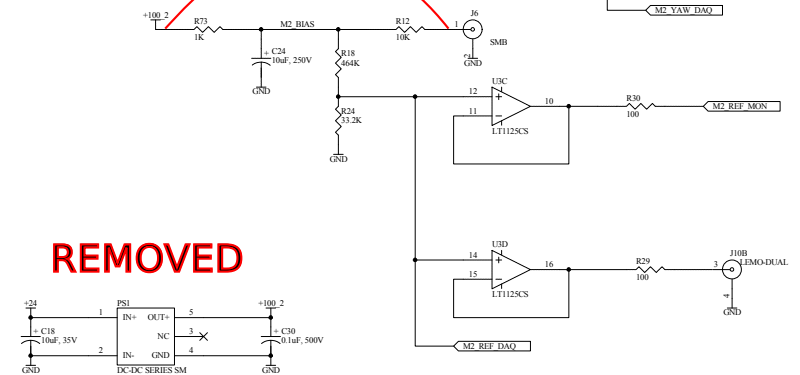 M2_YAW_DAQ
+100_2
R73
1K
M2_BIAS
R12
10K
1
J6
SMB
2
GND
C24
10uF, 250V
+
GND
R18
464K
R24
33.2K
GND
U3C
12
+
11
−
10
LT1125CS
R30
100
M2_REF_MON
REMOVED
U3D
14
+
15
−
16
LT1125CS
R29
100
3
J10B
LEMO-DUAL
4
GND
M2_REF_DAQ
+24
+
C18
10uF, 35V
GND
PS1
1
IN+
OUT+
5
NC
3
2
IN-
GND
4
DC-DC SERIES SM
+100_2
+
C30
0.1uF, 500V
GND